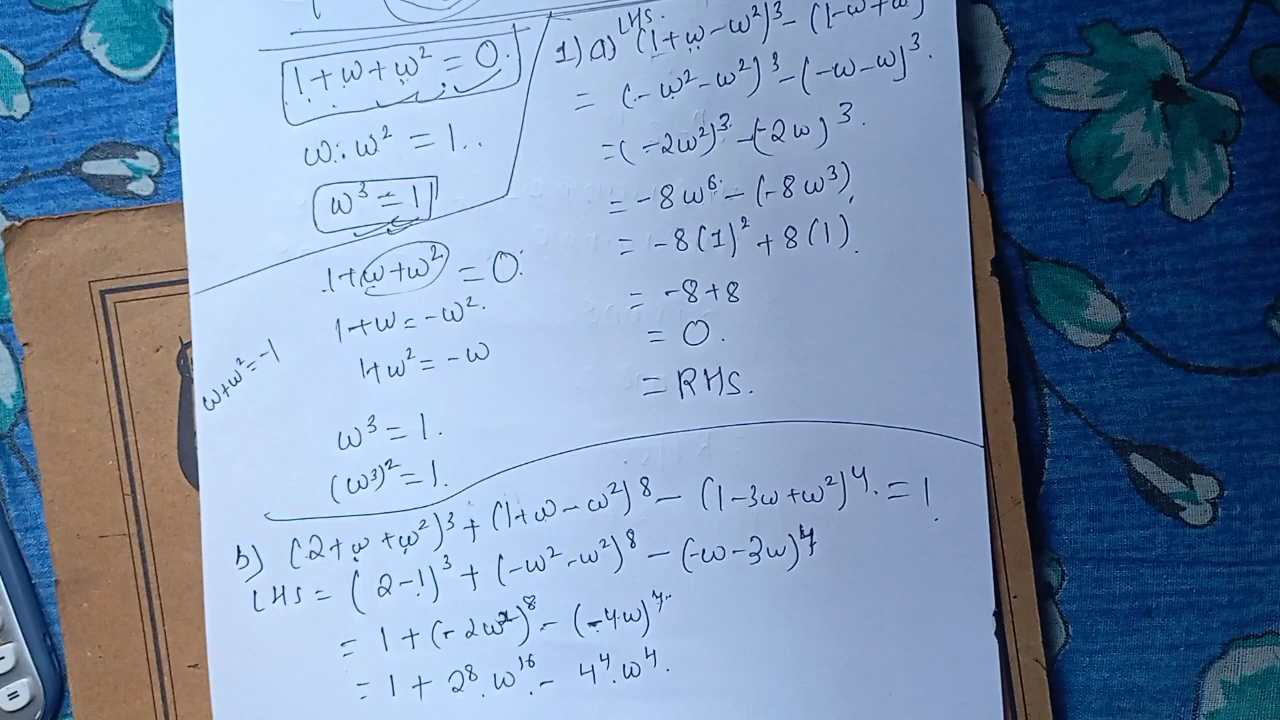 1+ω+ω² = 0.
ω.ω² = 1..
ω³ = 1
1+ω+ω² = 0.
1+ω = -ω².
1+ω² = -ω
ω+ω² = -1
ω³ = 1.
(ω³)² = 1.
1) a) LHS. (1+ω-ω²)³ - (1-ω+ω
= (-ω²-ω²)³ - (-ω-ω)³.
= (-2ω²)³ - (-2ω)³.
= -8ω⁶ - (-8ω³)
= -8(1)² + 8(1).
= -8+8
= 0.
= RHS.
b) (2+ω+ω²)³ + (1+ω-ω²)⁸ - (1-3ω+ω²)⁴. = 1.
LHS = (2-1)³ + (-ω²-ω²)⁸ - (-ω-3ω)⁴
= 1 + (-2ω²)⁸ - (-4ω)⁴.
= 1 + 2⁸.ω¹⁶ - 4⁴.ω⁴.